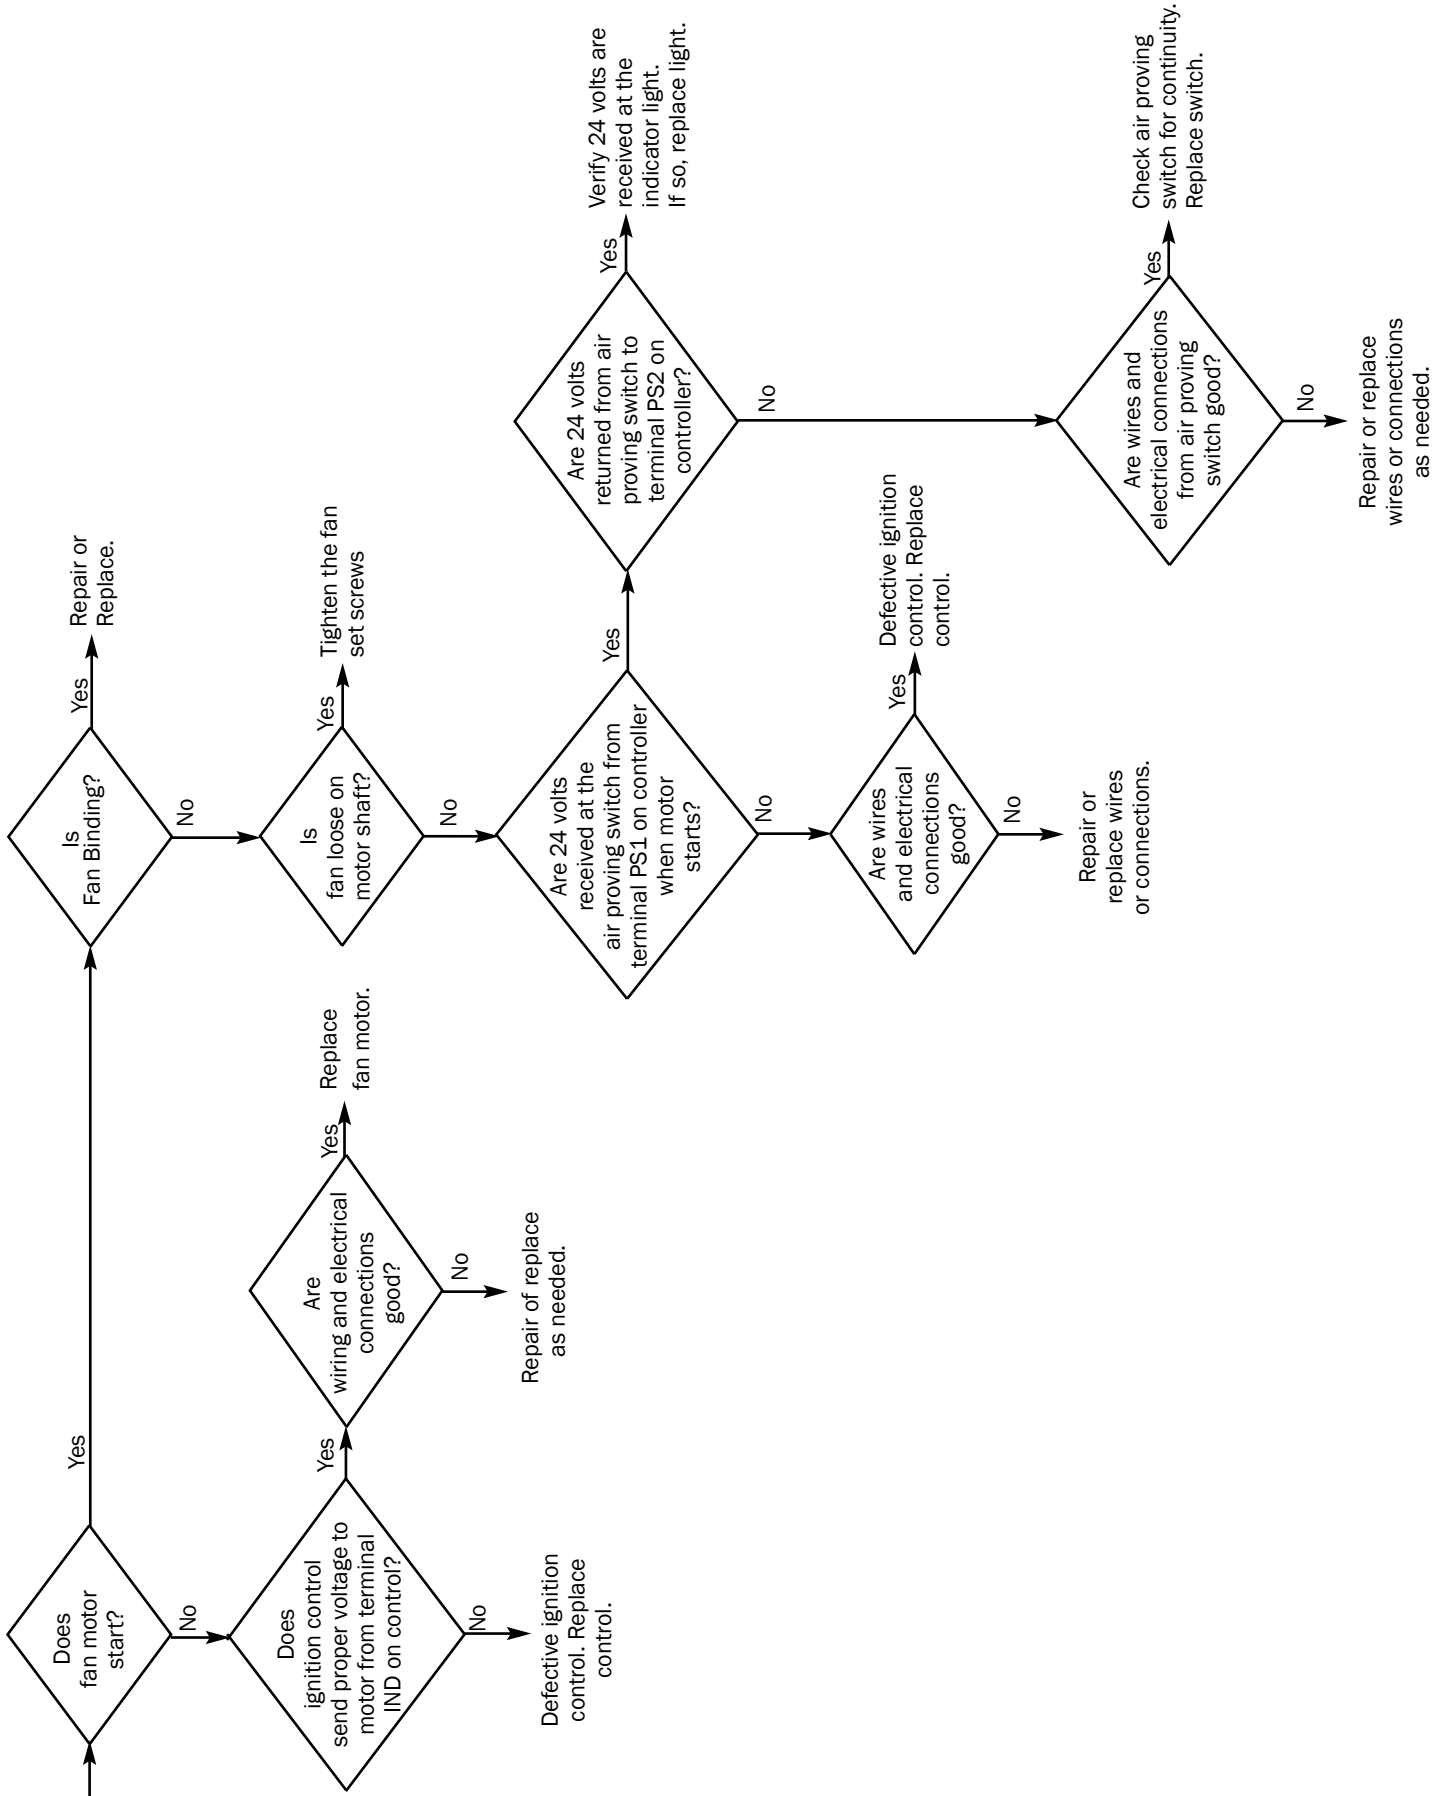 Does
fan motor
start?
Yes
No
Is
Fan Binding?
Yes
Repair or
Replace.
No
Does
ignition control
send proper voltage to
motor from terminal
IND on control?
Yes
No
Defective ignition
control. Replace
control.
Are
wiring and electrical
connections
good?
Yes
Replace
fan motor.
No
Repair of replace
as needed.
Is
fan loose on
motor shaft?
Yes
Tighten the fan
set screws
No
Are 24 volts
received at the
air proving switch from
terminal PS1 on controller
when motor
starts?
Yes
No
Are 24 volts
returned from air
proving switch to
terminal PS2 on
controller?
Yes
Verify 24 volts are
received at the
indicator light.
If so, replace light.
No
Are wires
and electrical
connections
good?
Yes
Defective ignition
control. Replace
control.
No
Repair or
replace wires
or connections.
Are wires and
electrical connections
from air proving
switch good?
Yes
Check air proving
switch for continuity.
Replace switch.
No
Repair or replace
wires or connections
as needed.